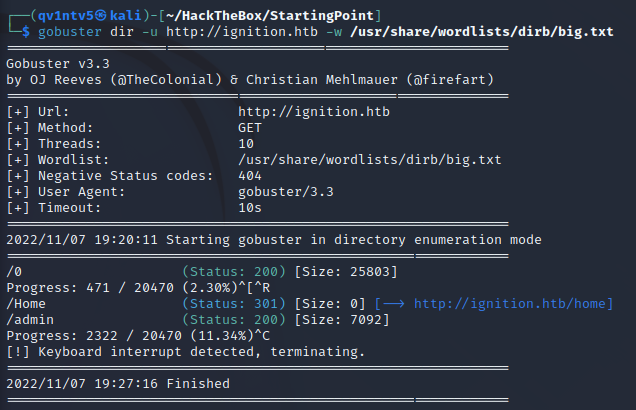 ┌──(qv1ntv5㉿kali)-[~/HackTheBox/StartingPoint]
└─$ gobuster dir -u http://ignition.htb -w /usr/share/wordlists/dirb/big.txt
===============================================================
Gobuster v3.3
by OJ Reeves (@TheColonial) & Christian Mehlmauer (@firefart)
===============================================================
[+] Url:                     http://ignition.htb
[+] Method:                  GET
[+] Threads:                 10
[+] Wordlist:                /usr/share/wordlists/dirb/big.txt
[+] Negative Status codes:   404
[+] User Agent:              gobuster/3.3
[+] Timeout:                 10s
===============================================================
2022/11/07 19:20:11 Starting gobuster in directory enumeration mode
===============================================================
/0                    (Status: 200) [Size: 25803]
Progress: 471 / 20470 (2.30%)^[^R
/Home                 (Status: 301) [Size: 0] [--> http://ignition.htb/home]
/admin                (Status: 200) [Size: 7092]
Progress: 2322 / 20470 (11.34%)^C
[!] Keyboard interrupt detected, terminating.
===============================================================
2022/11/07 19:27:16 Finished
===============================================================